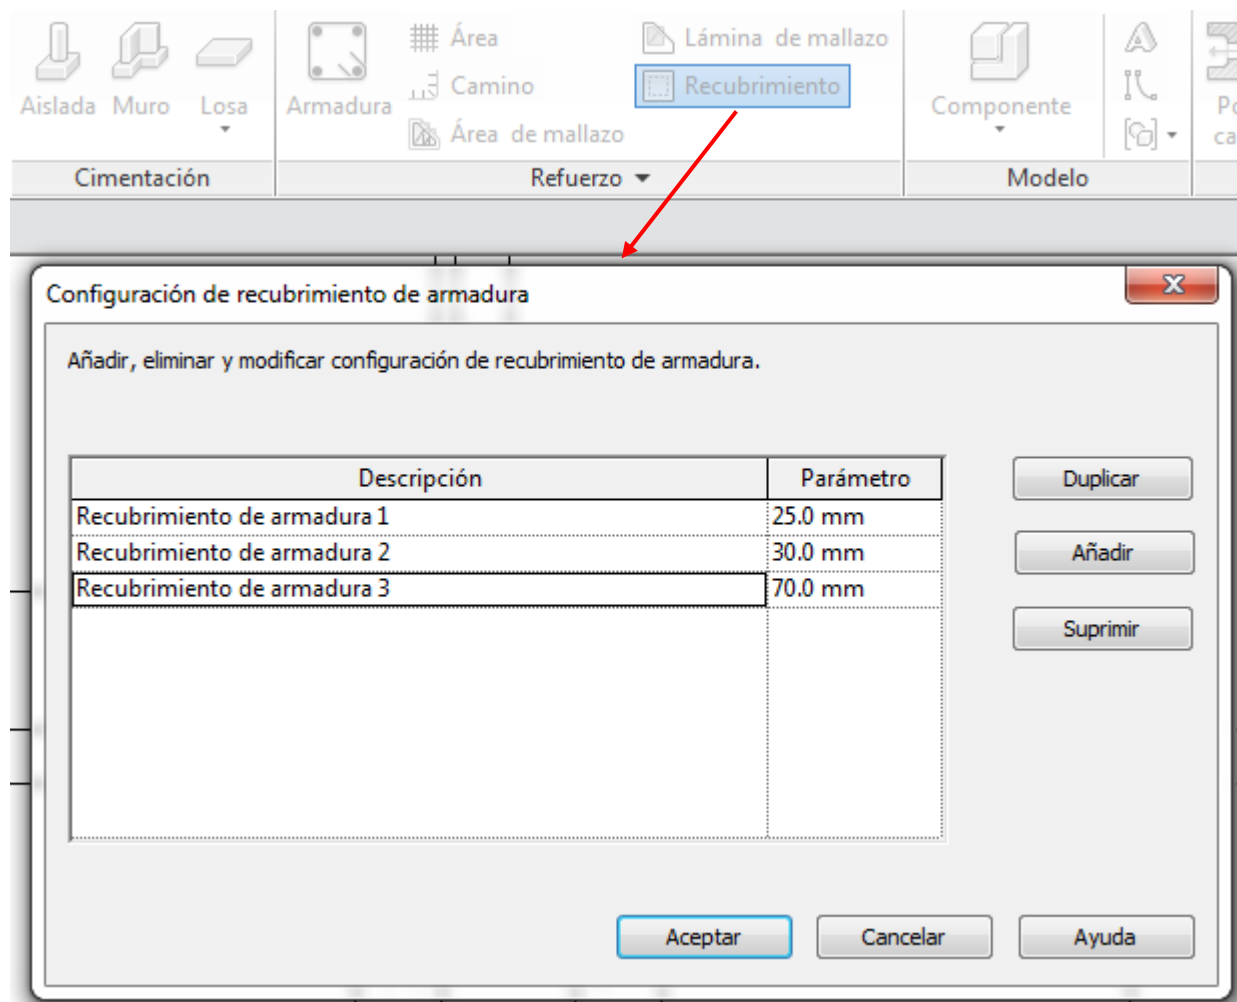 Área
Lámina de mallazo
Camino
Recubrimiento
Aislada Muro Losa
Armadura
Componente
Área de mallazo
Cimentación
Refuerzo
Modelo
Configuración de recubrimiento de armadura
Añadir, eliminar y modificar configuración de recubrimiento de armadura.
Descripción Parámetro
Duplicar
Recubrimiento de armadura 1 25.0 mm
Recubrimiento de armadura 2 30.0 mm
Añadir
Recubrimiento de armadura 3 70.0 mm
Suprimir
Aceptar Cancelar Ayuda